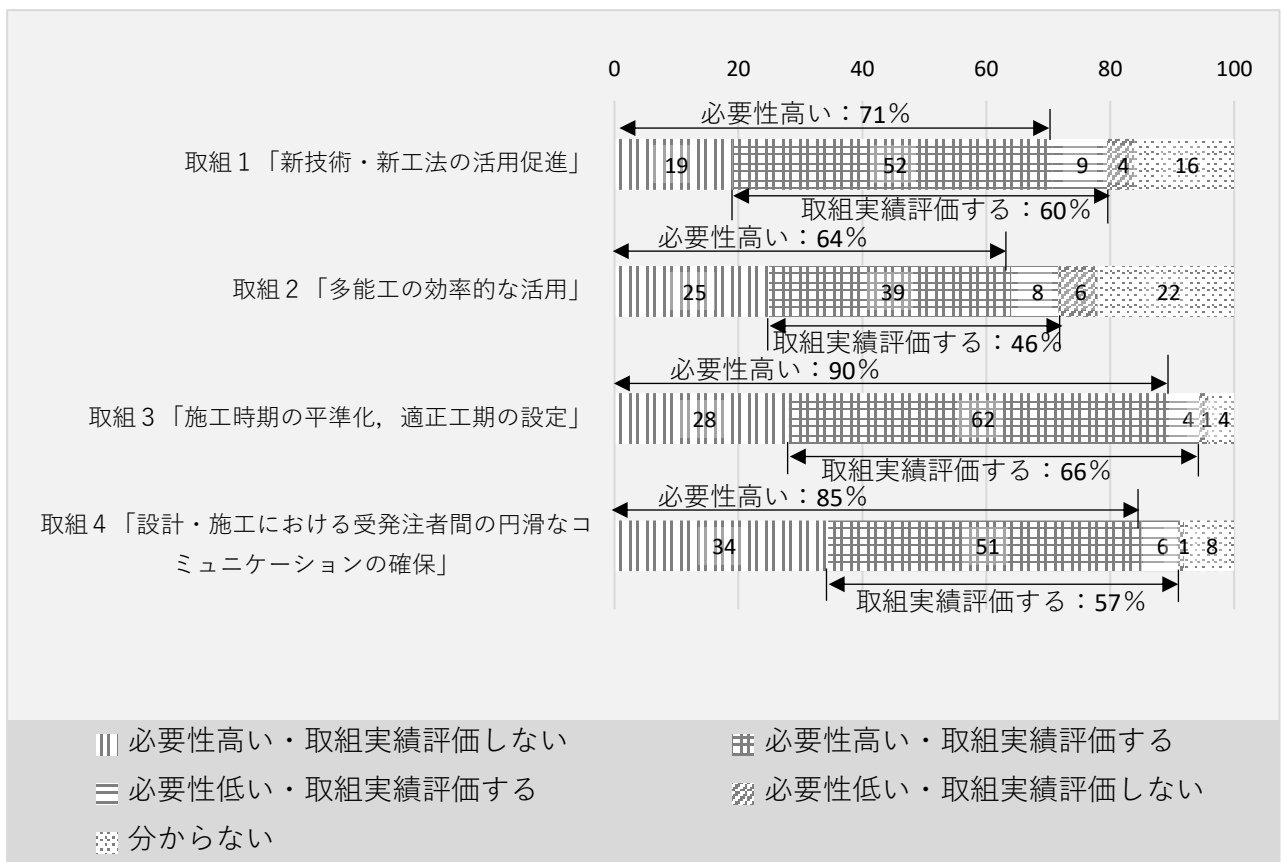 0 20 40 60 80 100
必要性高い：71%
取組１「新技術・新工法の活用促進」
19 52 9 4 16
取組実績評価する：60%
必要性高い：64%
取組２「多能工の効率的な活用」
25 39 8 6 22
取組実績評価する：46%
必要性高い：90%
取組３「施工時期の平準化，適正工期の設定」
28 62 4 1 4
取組実績評価する：66%
必要性高い：85%
取組４「設計・施工における受発注者間の円滑なコ
ミュニケーションの確保」
34 51 6 1 8
取組実績評価する：57%
必要性高い・取組実績評価しない
必要性高い・取組実績評価する
必要性低い・取組実績評価する
必要性低い・取組実績評価しない
分からない